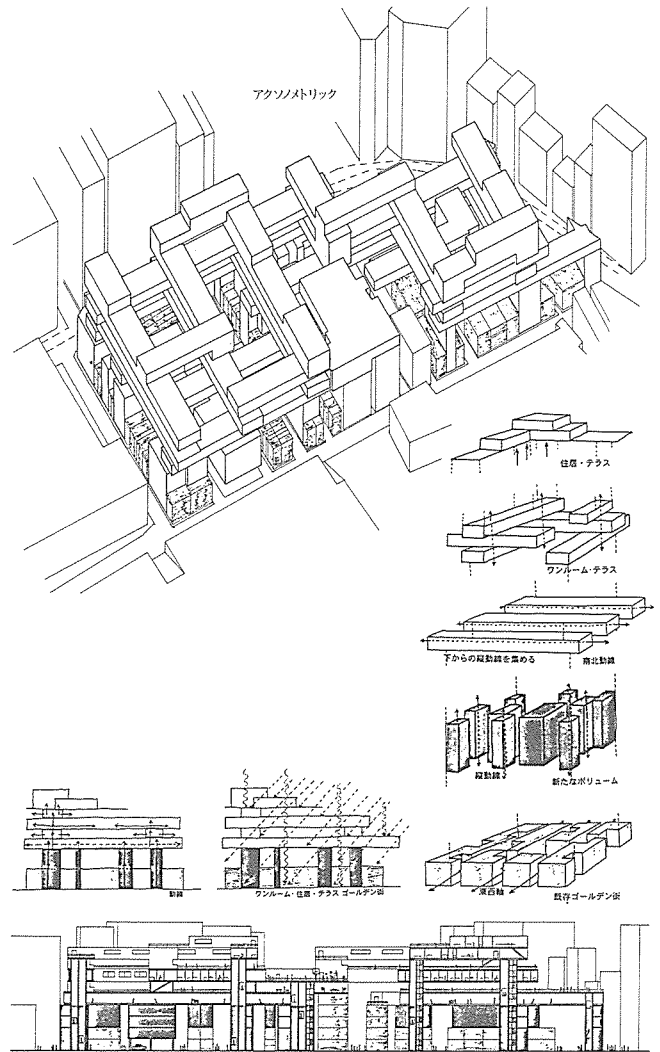 アクソノメトリック
住居・テラス
ワンルーム・テラス
下からの縦動線を集める
南北動線
縦動線
新たなボリューム
動線
ワンルーム・住居・テラス ゴールデン街
東西軸
既存ゴールデン街